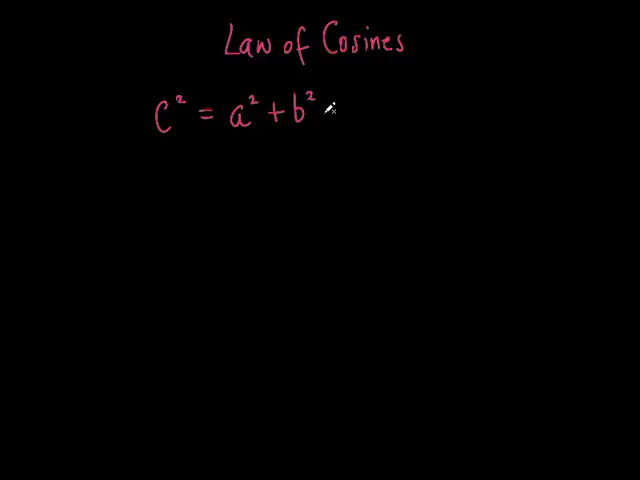 Law of Cosines
c² = a² + b²